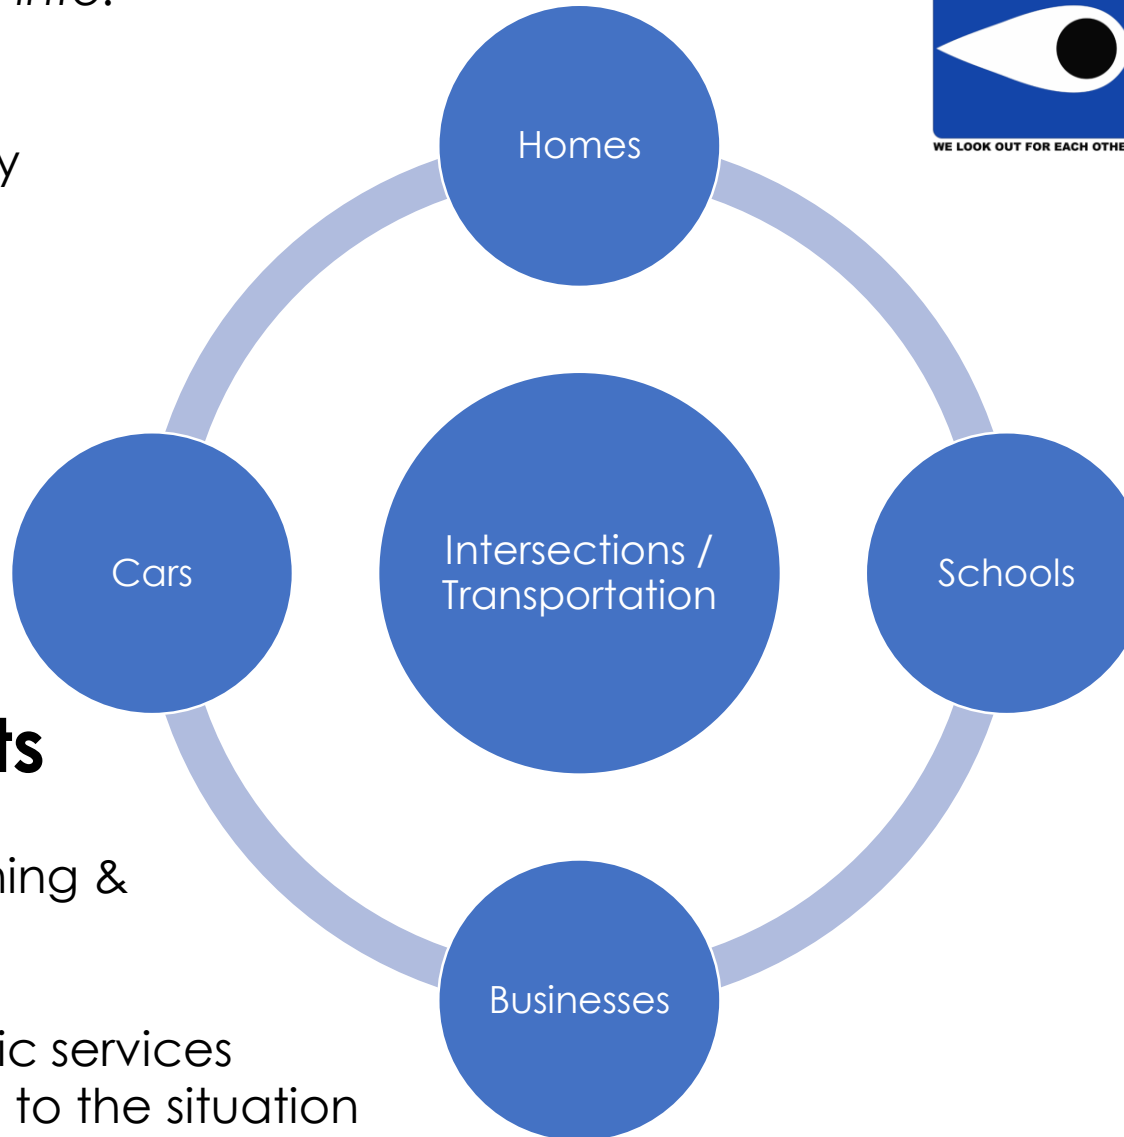 info.
WE LOOK OUT FOR EACH OTHE
Homes
y
Intersections /
Transportation
Cars
Schools
ts
ning &
Businesses
ic services
to the situation